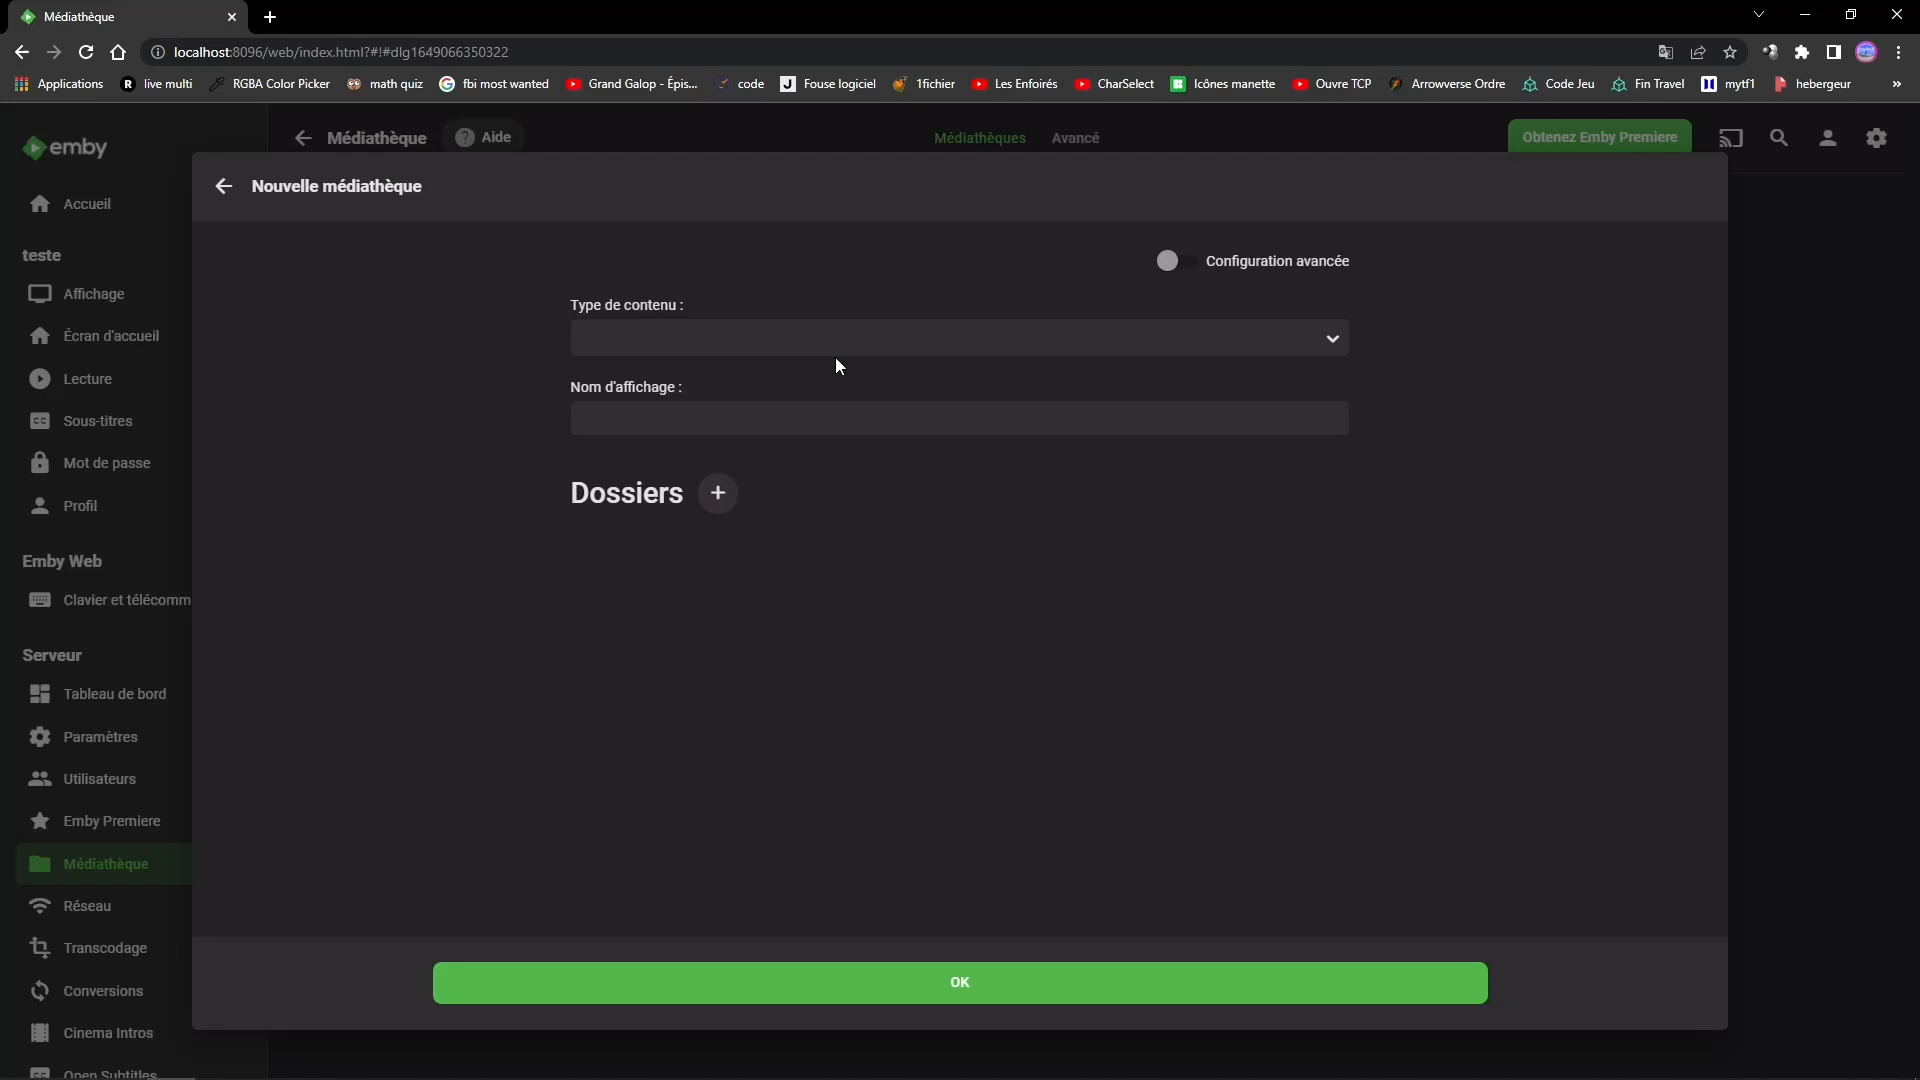 Médiathèque
localhost:8096/web/index.html?#!#dlg1649066350322
Applications
R live multi
RGBA Color Picker
math quiz
fbi most wanted
Grand Galop - Épis...
code
J Fouse logiciel
1fichier
Les Enfoirés
CharSelect
Icônes manette
Ouvre TCP
Arrowverse Ordre
Code Jeu
Fin Travel
mytf1
hebergeur
»
emby
Médiathèque
? Aide
Médiathèques
Avancé
Obtenez Emby Premiere
Nouvelle médiathèque
Accueil
teste
Affichage
Écran d'accueil
Lecture
CC Sous-titres
Mot de passe
Profil
Emby Web
Clavier et télécomm
Serveur
Tableau de bord
Paramètres
Utilisateurs
Emby Premiere
Médiathèque
Réseau
Transcodage
Conversions
Cinema Intros
Open Subtitles
Configuration avancée
Type de contenu :
Nom d'affichage :
Dossiers +
OK